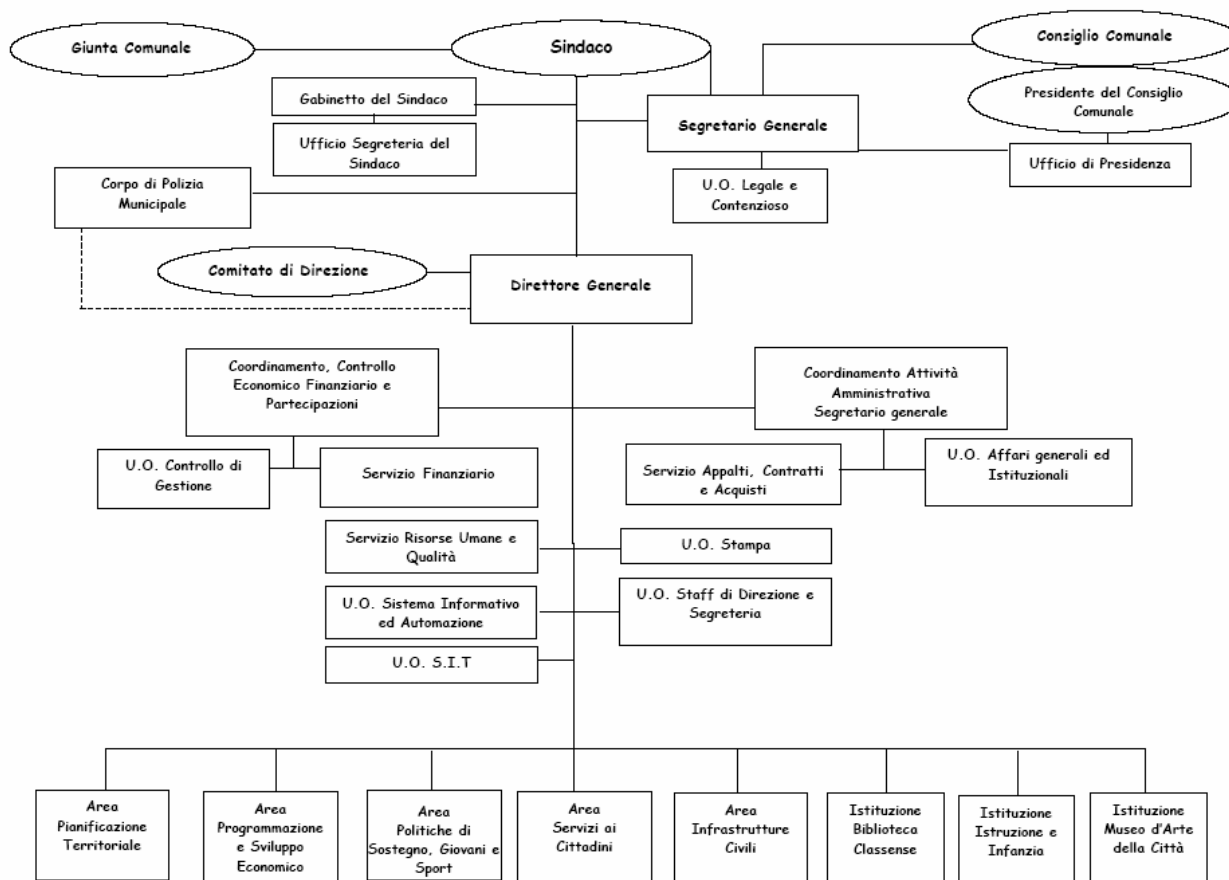 Giunta Comunale
Sindaco
Consiglio Comunale
Presidente del Consiglio
Comunale
Gabinetto del Sindaco
Segretario Generale
Ufficio Segreteria del
Sindaco
Ufficio di Presidenza
Corpo di Polizia
Municipale
U.O. Legale e
Contenzioso
Comitato di Direzione
Direttore Generale
Coordinamento, Controllo
Economico Finanziario e
Partecipazioni
Coordinamento Attività
Amministrativa
Segretario generale
U.O. Controllo di
Gestione
Servizio Finanziario
Servizio Appalti, Contratti
e Acquisti
U.O. Affari generali ed
Istituzionali
Servizio Risorse Umane e
Qualità
U.O. Stampa
U.O. Sistema Informativo
ed Automazione
U.O. Staff di Direzione e
Segreteria
U.O. S.I.T
Area
Pianificazione
Territoriale
Area
Programmazione
e Sviluppo
Economico
Area
Politiche di
Sostegno, Giovani e
Sport
Area
Servizi ai
Cittadini
Area
Infrastrutture
Civili
Istituzione
Biblioteca
Classense
Istituzione
Istruzione e
Infanzia
Istituzione
Museo d'Arte
della Città